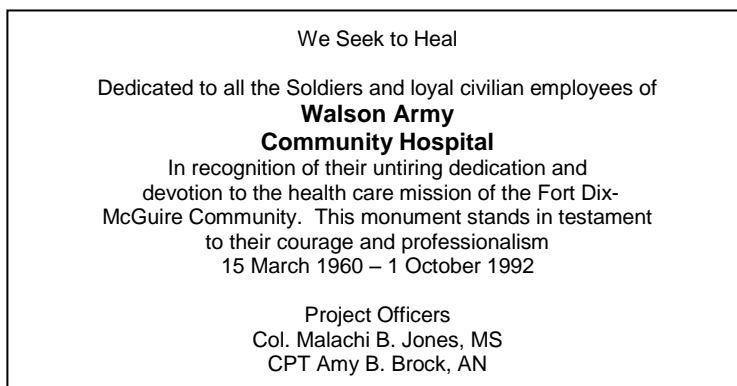 We Seek to Heal
Dedicated to all the Soldiers and loyal civilian employees of
Walson Army
Community Hospital
In recognition of their untiring dedication and
devotion to the health care mission of the Fort Dix-
McGuire Community.  This monument stands in testament
to their courage and professionalism
15 March 1960 – 1 October 1992
Project Officers
Col. Malachi B. Jones, MS
CPT Amy B. Brock, AN